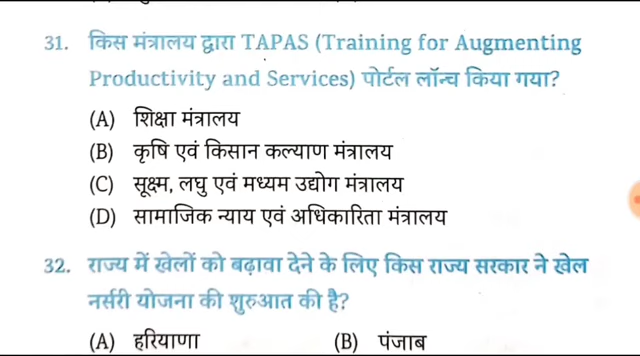 31. किस मंत्रालय द्वारा TAPAS (Training for Augmenting
Productivity and Services) पोर्टल लॉन्च किया गया?
(A) शिक्षा मंत्रालय
(B) कृषि एवं किसान कल्याण मंत्रालय
(C) सूक्ष्म, लघु एवं मध्यम उद्योग मंत्रालय
(D) सामाजिक न्याय एवं अधिकारिता मंत्रालय
32. राज्य में खेलों को बढ़ावा देने के लिए किस राज्य सरकार ने खेल
नर्सरी योजना की शुरुआत की है?
(A) हरियाणा (B) पंजाब